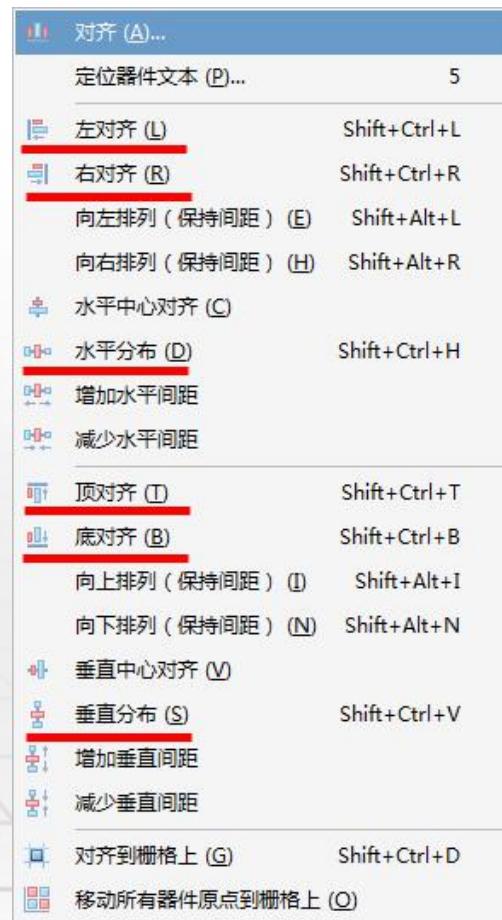 对齐 (A)...
定位器件文本 (P)... 5
左对齐 (L) Shift+Ctrl+L
右对齐 (R) Shift+Ctrl+R
向左排列（保持间距） (E) Shift+Alt+L
向右排列（保持间距） (H) Shift+Alt+R
水平中心对齐 (C)
水平分布 (D) Shift+Ctrl+H
增加水平间距
减少水平间距
顶对齐 (T) Shift+Ctrl+T
底对齐 (B) Shift+Ctrl+B
向上排列（保持间距） (I) Shift+Alt+I
向下排列（保持间距） (N) Shift+Alt+N
垂直中心对齐 (V)
垂直分布 (S) Shift+Ctrl+V
增加垂直间距
减少垂直间距
对齐到栅格上 (G) Shift+Ctrl+D
移动所有器件原点到栅格上 (O)